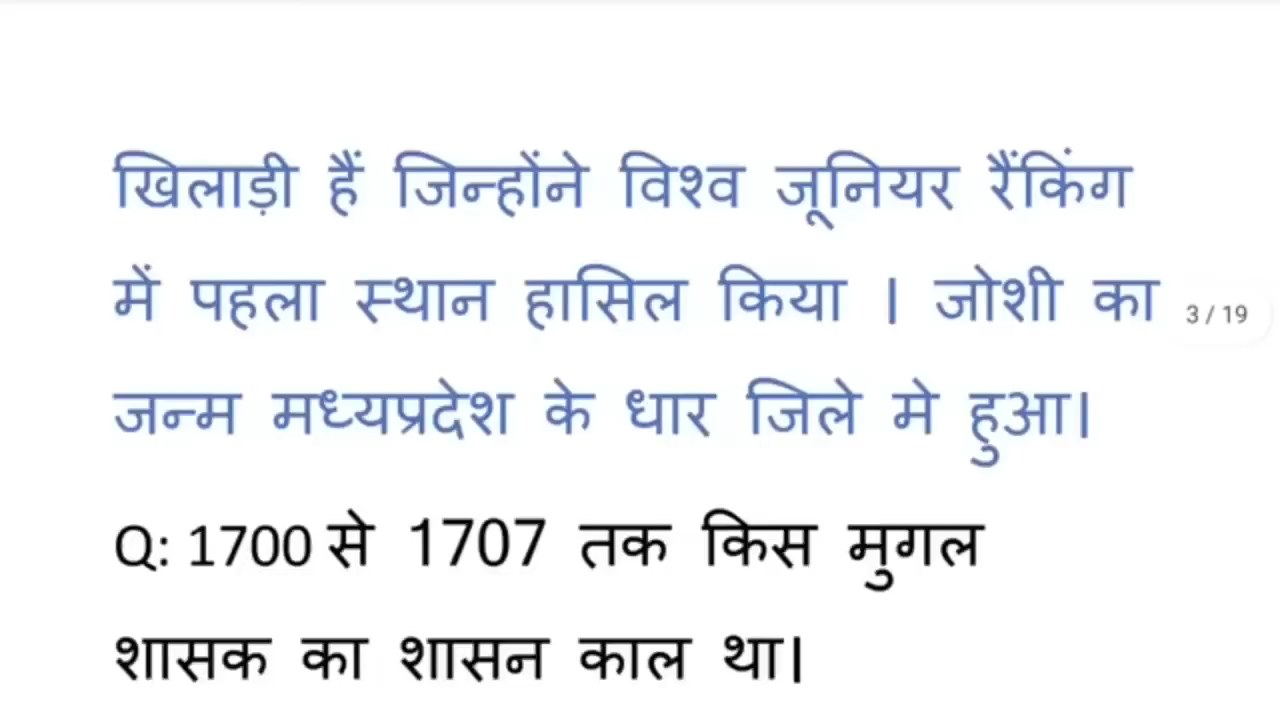 खिलाड़ी हैं जिन्होंने विश्व जूनियर रैंकिंग
में पहला स्थान हासिल किया । जोशी का
3 / 19
जन्म मध्यप्रदेश के धार जिले मे हुआ।
Q: 1700 से 1707 तक किस मुगल
शासक का शासन काल था।